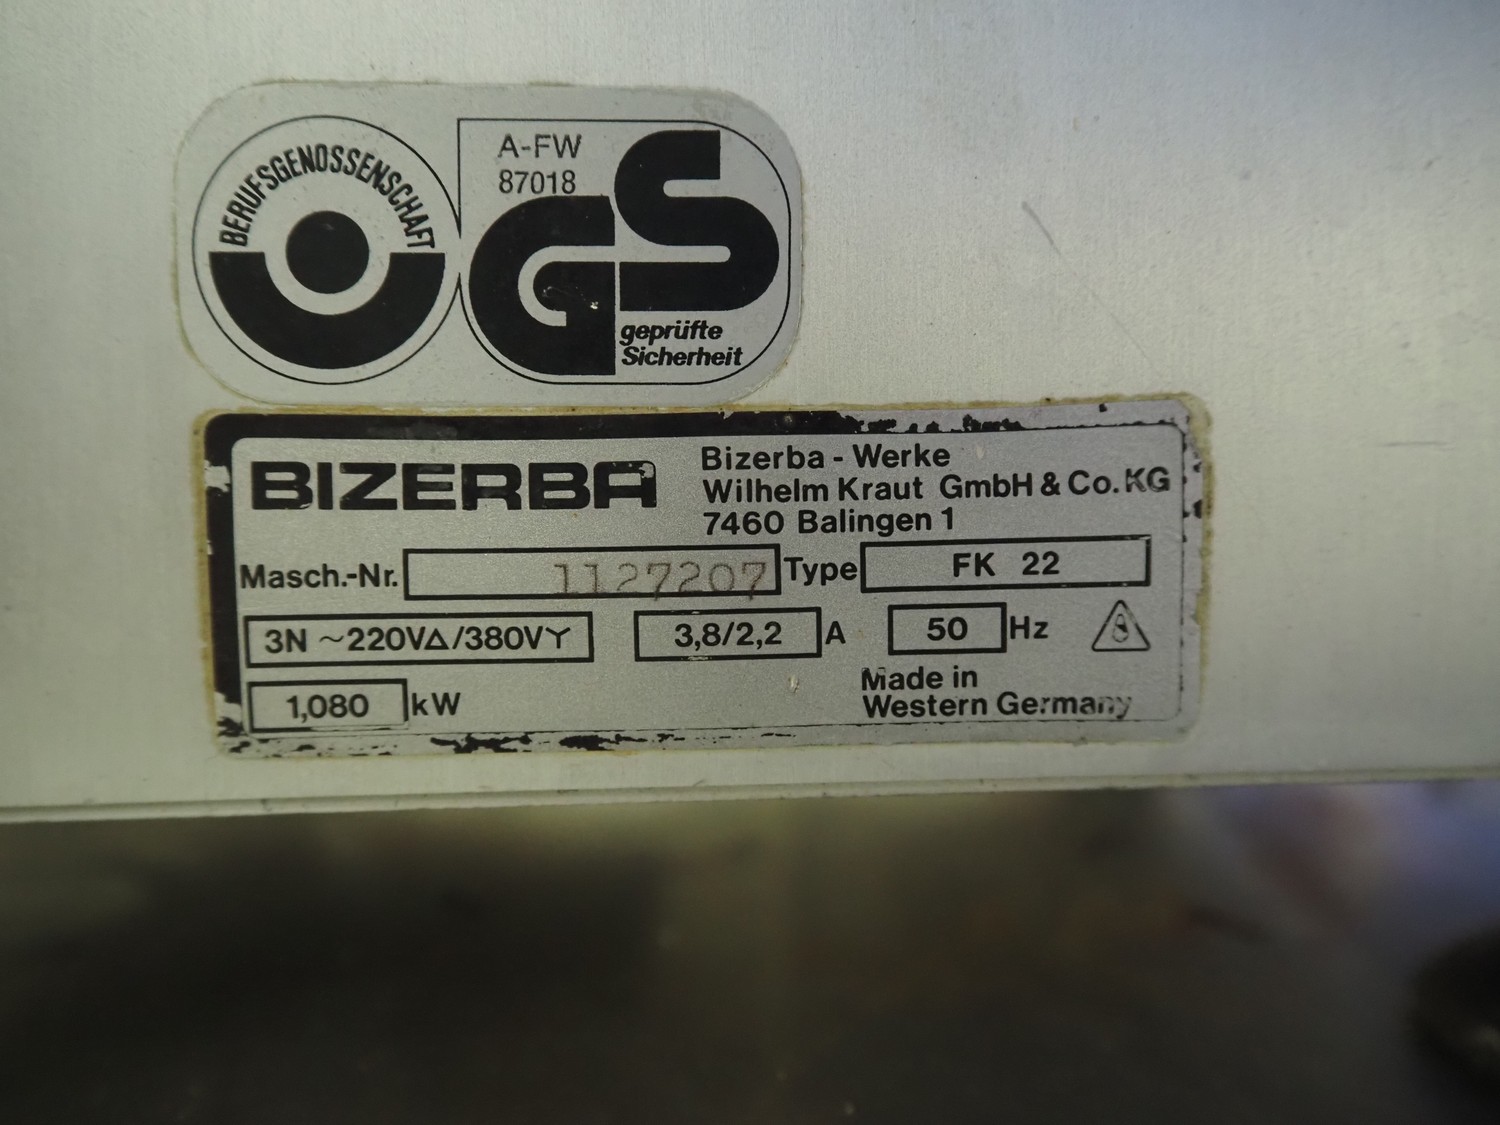 BERUFSGENOSSENSCHAFT
A-FW
87018
GS
geprüfte
Sicherheit
BIZERBA
Bizerba - Werke
Wilhelm Kraut GmbH & Co. KG
7460 Balingen 1
Masch.-Nr. 1127207 Type FK 22
3N ~220V△/380VY 3,8/2,2 A 50 Hz
1,080 kW
Made in
Western Germany